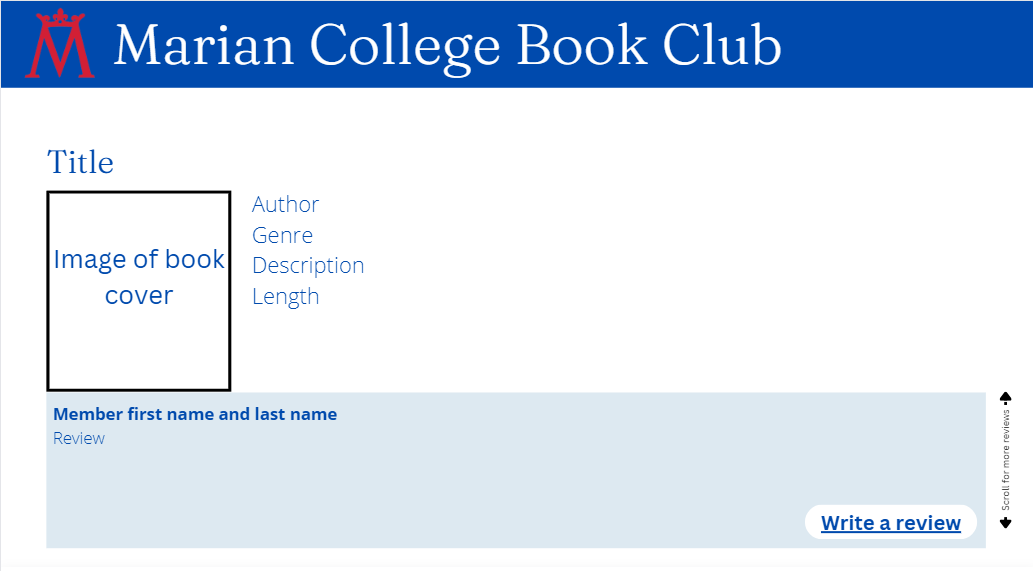 Marian College Book Club
Title
Image of book
cover
Author
Genre
Description
Length
Member first name and last name
Review
Write a review
Scroll for more reviews